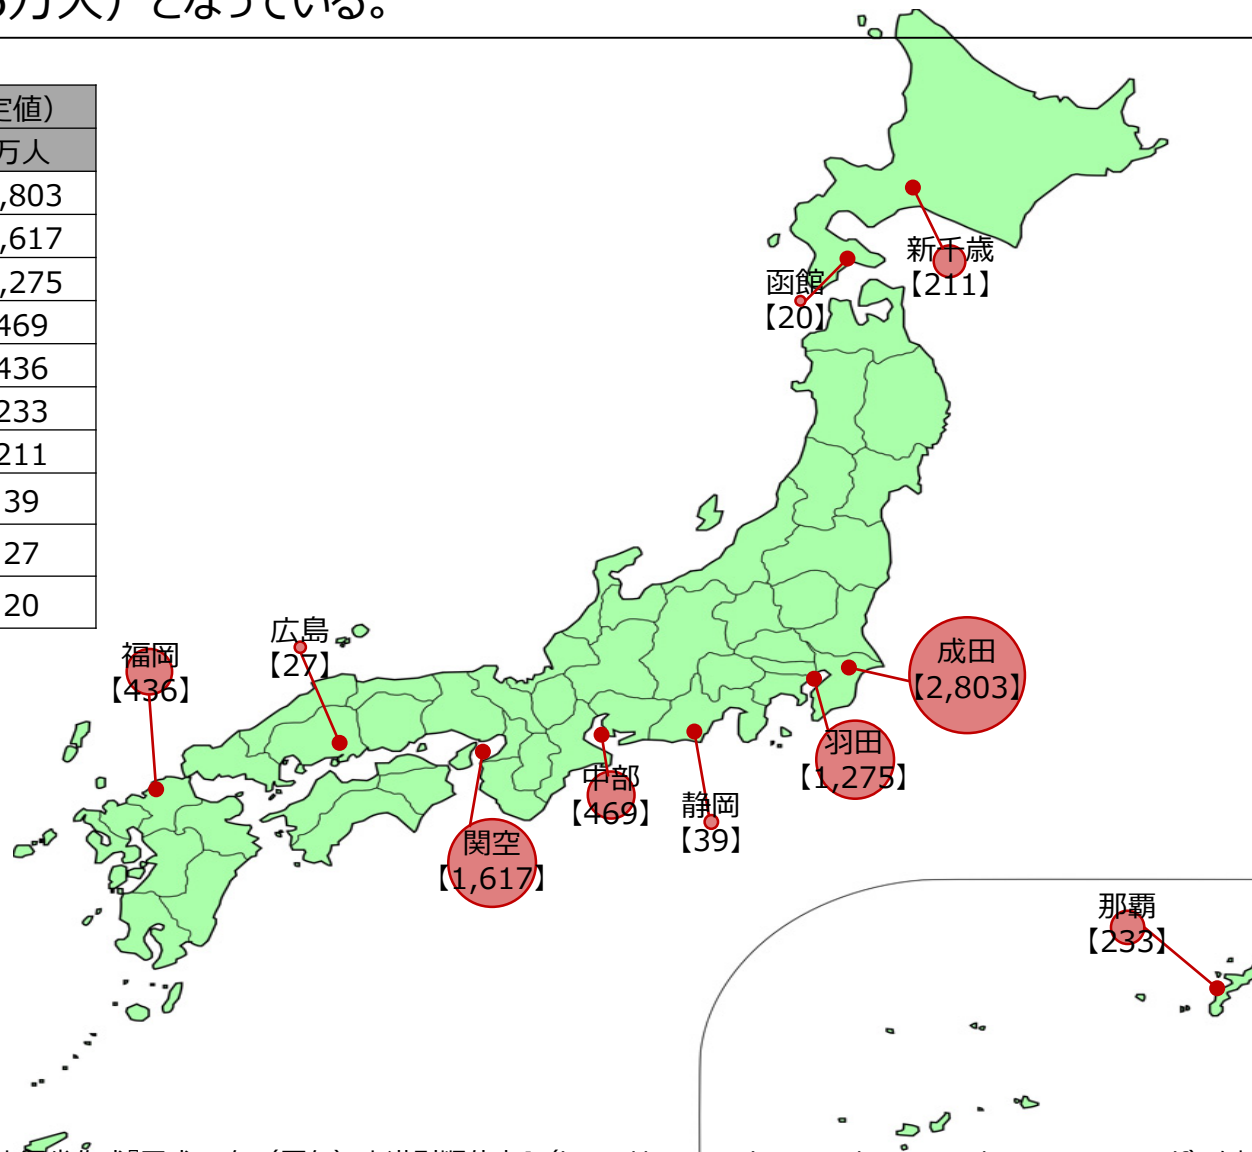 万人）となっている。
定値）
万人
,803
,617
,275
469
436
233
211
39
27
20
新千歳
【211】
函館
【20】
広島
【27】
福岡
【436】
成田
【2,803】
羽田
【1,275】
中部
【469】
静岡
【39】
関空
【1,617】
那覇
【233】